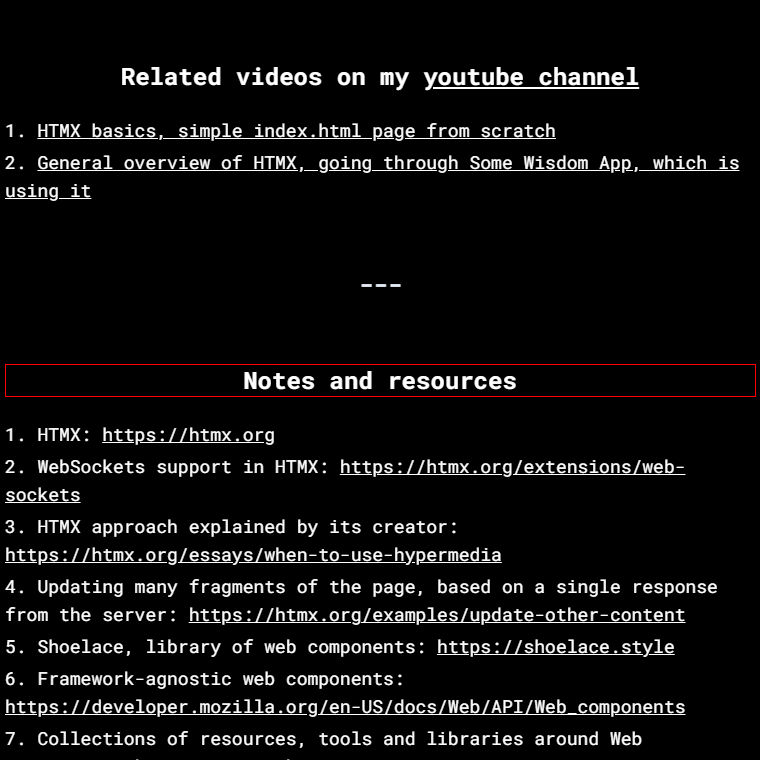 Related videos on my youtube channel
1. HTMX basics, simple index.html page from scratch
2. General overview of HTMX, going through Some Wisdom App, which is
using it
---
Notes and resources
1. HTMX: https://htmx.org
2. WebSockets support in HTMX: https://htmx.org/extensions/web-
sockets
3. HTMX approach explained by its creator:
https://htmx.org/essays/when-to-use-hypermedia
4. Updating many fragments of the page, based on a single response
from the server: https://htmx.org/examples/update-other-content
5. Shoelace, library of web components: https://shoelace.style
6. Framework-agnostic web components:
https://developer.mozilla.org/en-US/docs/Web/API/Web_components
7. Collections of resources, tools and libraries around Web